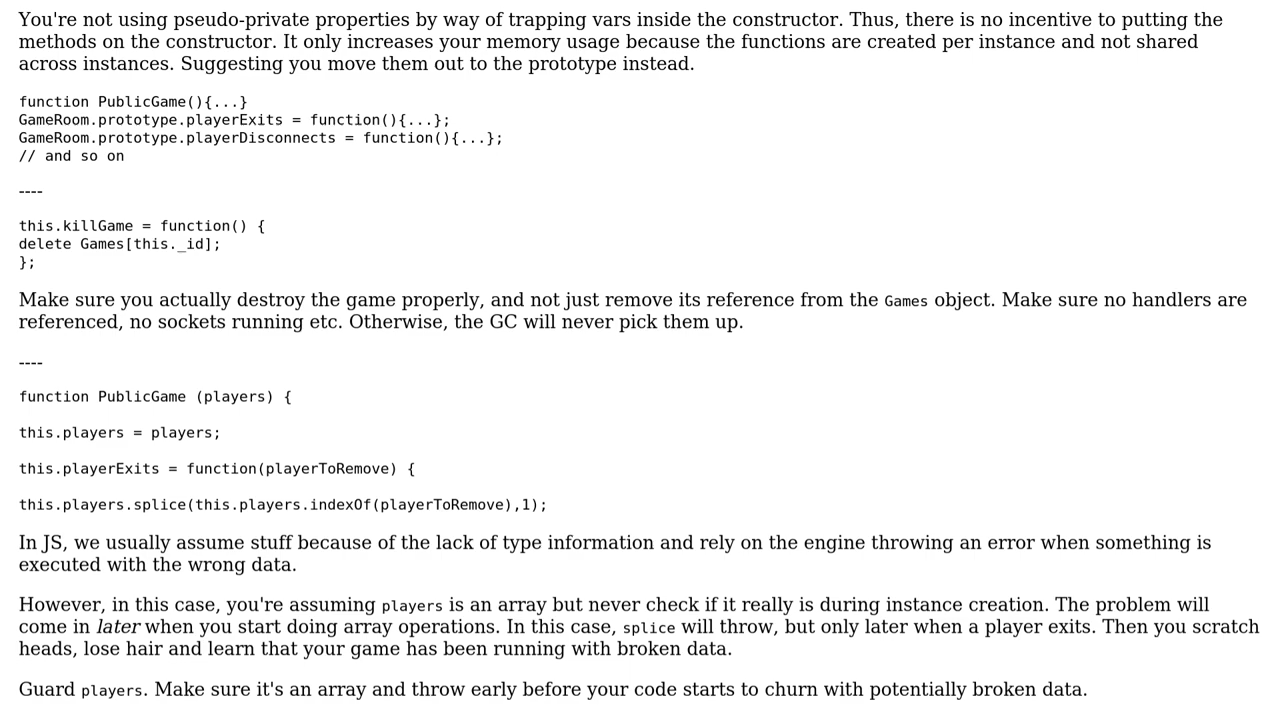 You're not using pseudo-private properties by way of trapping vars inside the constructor. Thus, there is no incentive to putting the
methods on the constructor. It only increases your memory usage because the functions are created per instance and not shared
across instances. Suggesting you move them out to the prototype instead.
function PublicGame(){...}
GameRoom.prototype.playerExits = function(){...};
GameRoom.prototype.playerDisconnects = function(){...};
// and so on
----
this.killGame = function() {
delete Games[this._id];
};
Make sure you actually destroy the game properly, and not just remove its reference from the Games object. Make sure no handlers are
referenced, no sockets running etc. Otherwise, the GC will never pick them up.
----
function PublicGame (players) {
this.players = players;
this.playerExits = function(playerToRemove) {
this.players.splice(this.players.indexOf(playerToRemove),1);
In JS, we usually assume stuff because of the lack of type information and rely on the engine throwing an error when something is
executed with the wrong data.
However, in this case, you're assuming players is an array but never check if it really is during instance creation. The problem will
come in later when you start doing array operations. In this case, splice will throw, but only later when a player exits. Then you scratch
heads, lose hair and learn that your game has been running with broken data.
Guard players. Make sure it's an array and throw early before your code starts to churn with potentially broken data.